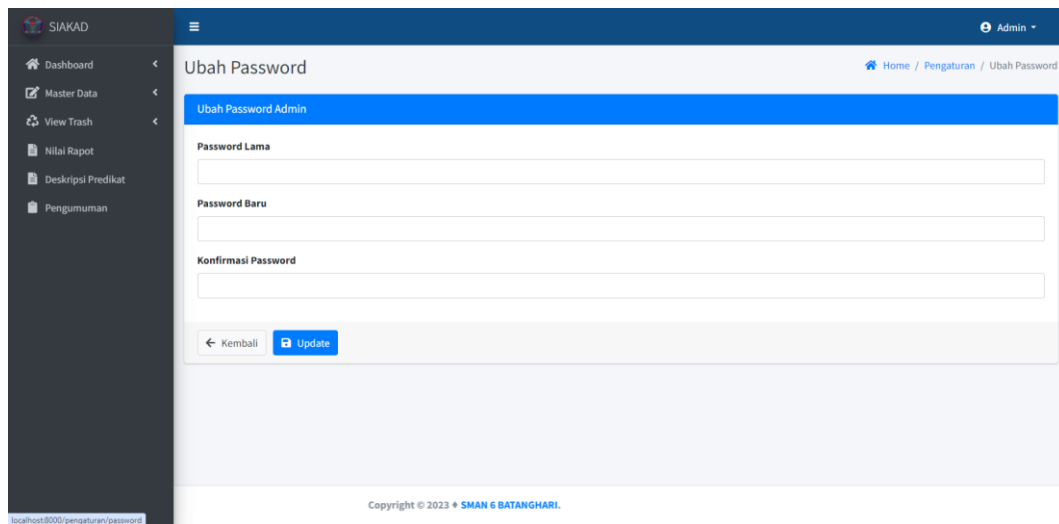 SIAKAD
Admin
Dashboard
Master Data
View Trash
Nilai Rapot
Deskripsi Predikat
Pengumuman
Ubah Password
Home / Pengaturan / Ubah Password
Ubah Password Admin
Password Lama
Password Baru
Konfirmasi Password
Kembali
Update
Copyright © 2023 ♦ SMAN 6 BATANGHARI.
localhost:8000/pengaturan/password